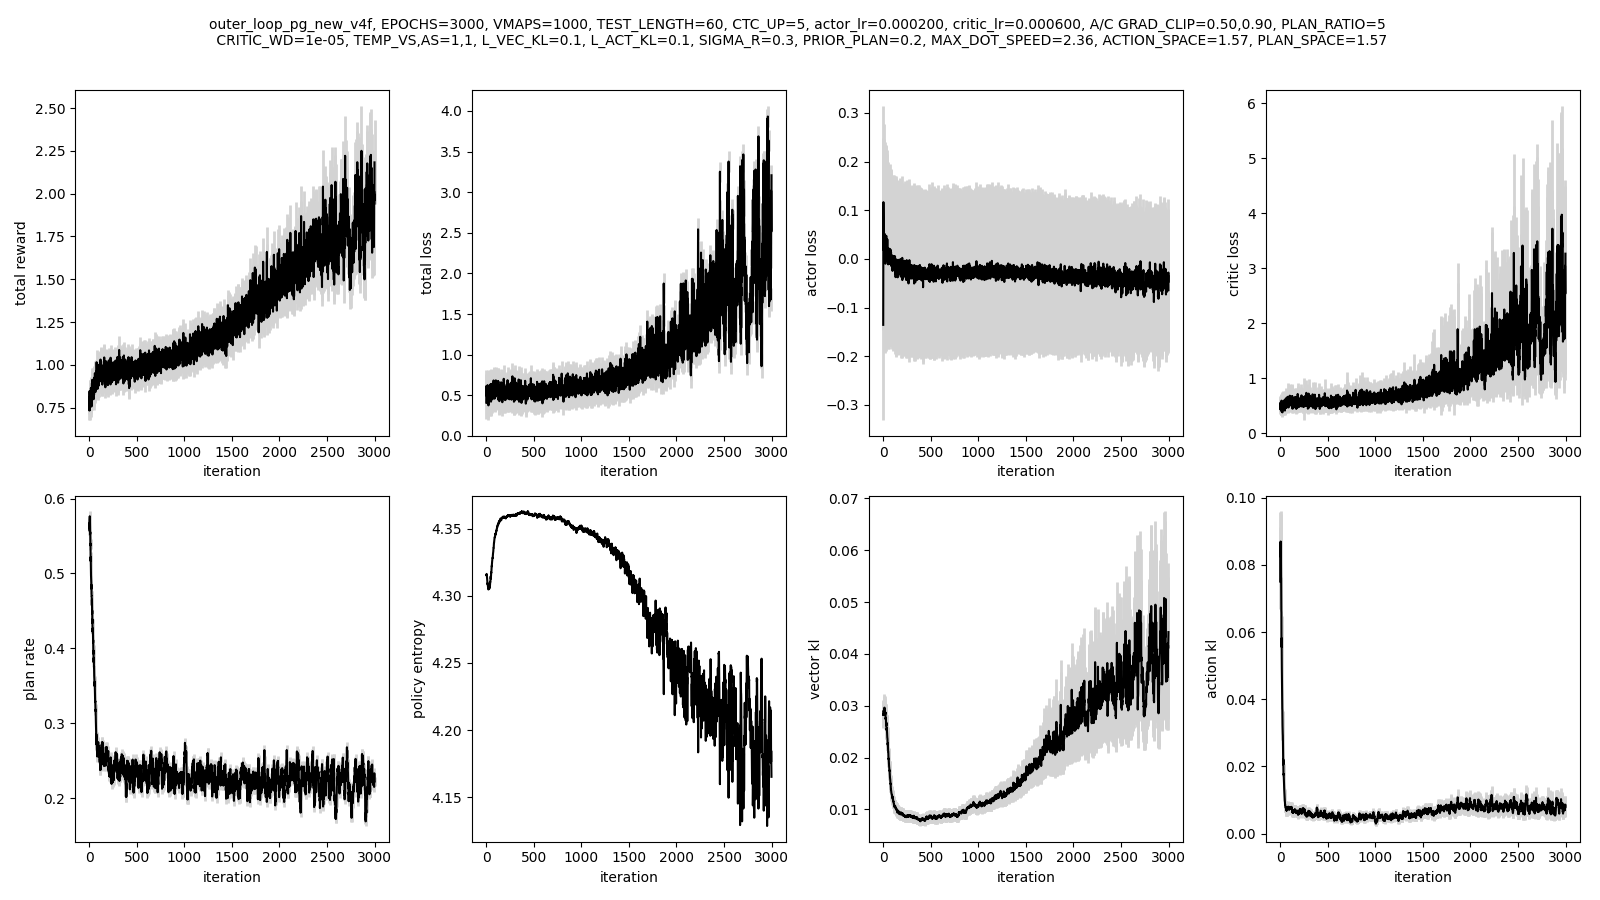 outer_loop_pg_new_v4f, EPOCHS=3000, VMAPS=1000, TEST_LENGTH=60, CTC_UP=5, actor_lr=0.000200, critic_lr=0.000600, A/C GRAD_CLIP=0.50,0.90, PLAN_RATIO=5
CRITIC_WD=1e-05, TEMP_VS,AS=1,1, L_VEC_KL=0.1, L_ACT_KL=0.1, SIGMA_R=0.3, PRIOR_PLAN=0.2, MAX_DOT_SPEED=2.36, ACTION_SPACE=1.57, PLAN_SPACE=1.57
total reward
2.50
2.25
2.00
1.75
1.50
1.25
1.00
0.75
0 500 1000 1500 2000 2500 3000
iteration
total loss
4.0
3.5
3.0
2.5
2.0
1.5
1.0
0.5
0.0
0 500 1000 1500 2000 2500 3000
iteration
actor loss
0.3
0.2
0.1
0.0
−0.1
−0.2
−0.3
0 500 1000 1500 2000 2500 3000
iteration
critic loss
6
5
4
3
2
1
0
0 500 1000 1500 2000 2500 3000
iteration
plan rate
0.6
0.5
0.4
0.3
0.2
0 500 1000 1500 2000 2500 3000
iteration
policy entropy
4.35
4.30
4.25
4.20
4.15
0 500 1000 1500 2000 2500 3000
iteration
vector kl
0.07
0.06
0.05
0.04
0.03
0.02
0.01
0 500 1000 1500 2000 2500 3000
iteration
action kl
0.10
0.08
0.06
0.04
0.02
0.00
0 500 1000 1500 2000 2500 3000
iteration